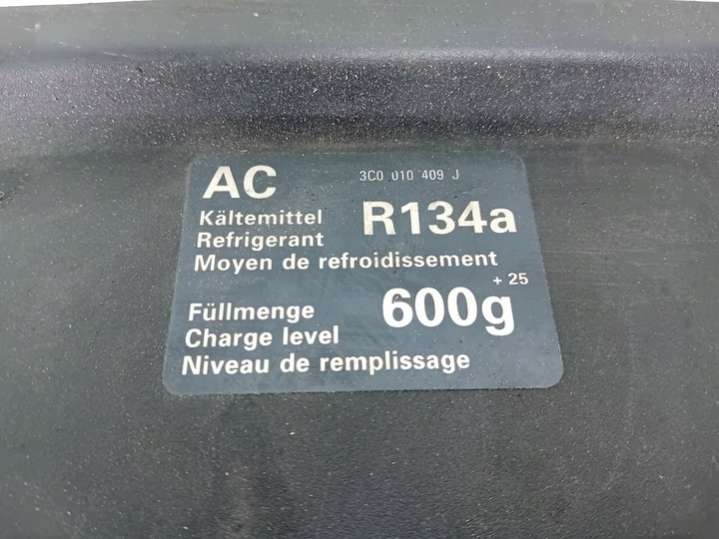 AC 3C0 010 409 J
Kältemittel R134a
Refrigerant
Moyen de refroidissement
+ 25
Füllmenge 600g
Charge level
Niveau de remplissage